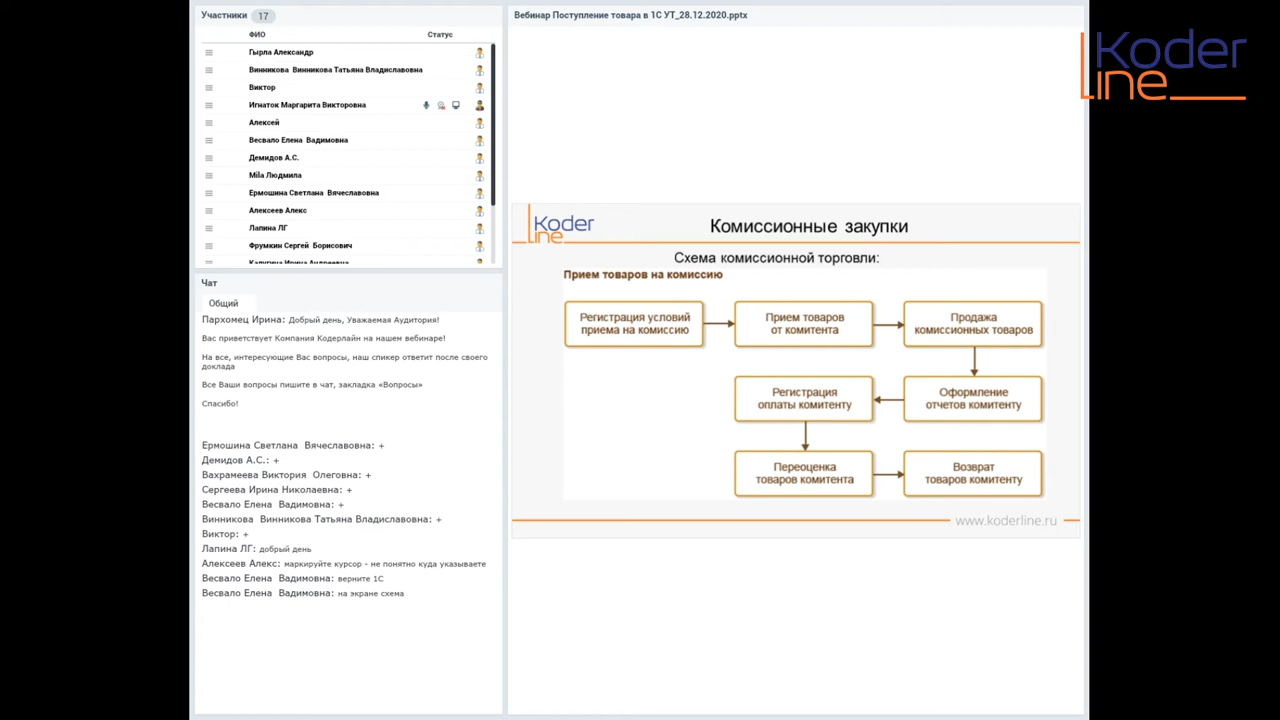 Участники 17
ФИО Статус
Гырла Александр
Винникова Винникова Татьяна Владиславовна
Виктор
Игнаток Маргарита Викторовна
Алексей
Весвало Елена Вадимовна
Демидов А.С.
Mila Людмила
Ермошина Светлана Вячеславовна
Алексеев Алекс
Лапина ЛГ
Фрумкин Сергей Борисович
Калугина Ирина Андреевна
Чат
Общий
Пархомец Ирина: Добрый день, Уважаемая Аудитория!
Вас приветствует Компания Кодерлайн на нашем вебинаре!
На все, интересующие Вас вопросы, наш спикер ответит после своего
доклада
Все Ваши вопросы пишите в чат, закладка «Вопросы»
Спасибо!
Ермошина Светлана Вячеславовна: +
Демидов А.С.: +
Вахрамеева Виктория Олеговна: +
Сергеева Ирина Николаевна: +
Весвало Елена Вадимовна: +
Винникова Винникова Татьяна Владиславовна: +
Виктор: +
Лапина ЛГ: добрый день
Алексеев Алекс: маркируйте курсор - не понятно куда указываете
Весвало Елена Вадимовна: верните 1С
Весвало Елена Вадимовна: на экране схема
Вебинар Поступление товара в 1С УТ_28.12.2020.pptx
Koder
line
Комиссионные закупки
Схема комиссионной торговли:
Прием товаров на комиссию
Регистрация условий
приема на комиссию
Прием товаров
от комитента
Продажа
комиссионных товаров
Регистрация
оплаты комитенту
Оформление
отчетов комитенту
Переоценка
товаров комитента
Возврат
товаров комитенту
www.koderline.ru
Koder
line